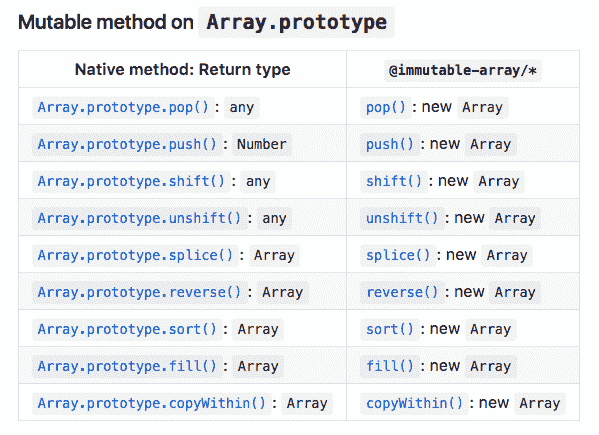 Mutable method on Array.prototype
Native method: Return type @immutable-array/*
Array.prototype.pop(): any pop(): new Array
Array.prototype.push(): Number push(): new Array
Array.prototype.shift(): any shift(): new Array
Array.prototype.unshift(): any unshift(): new Array
Array.prototype.splice(): Array splice(): new Array
Array.prototype.reverse(): Array reverse(): new Array
Array.prototype.sort(): Array sort(): new Array
Array.prototype.fill(): Array fill(): new Array
Array.prototype.copyWithin(): Array copyWithin(): new Array